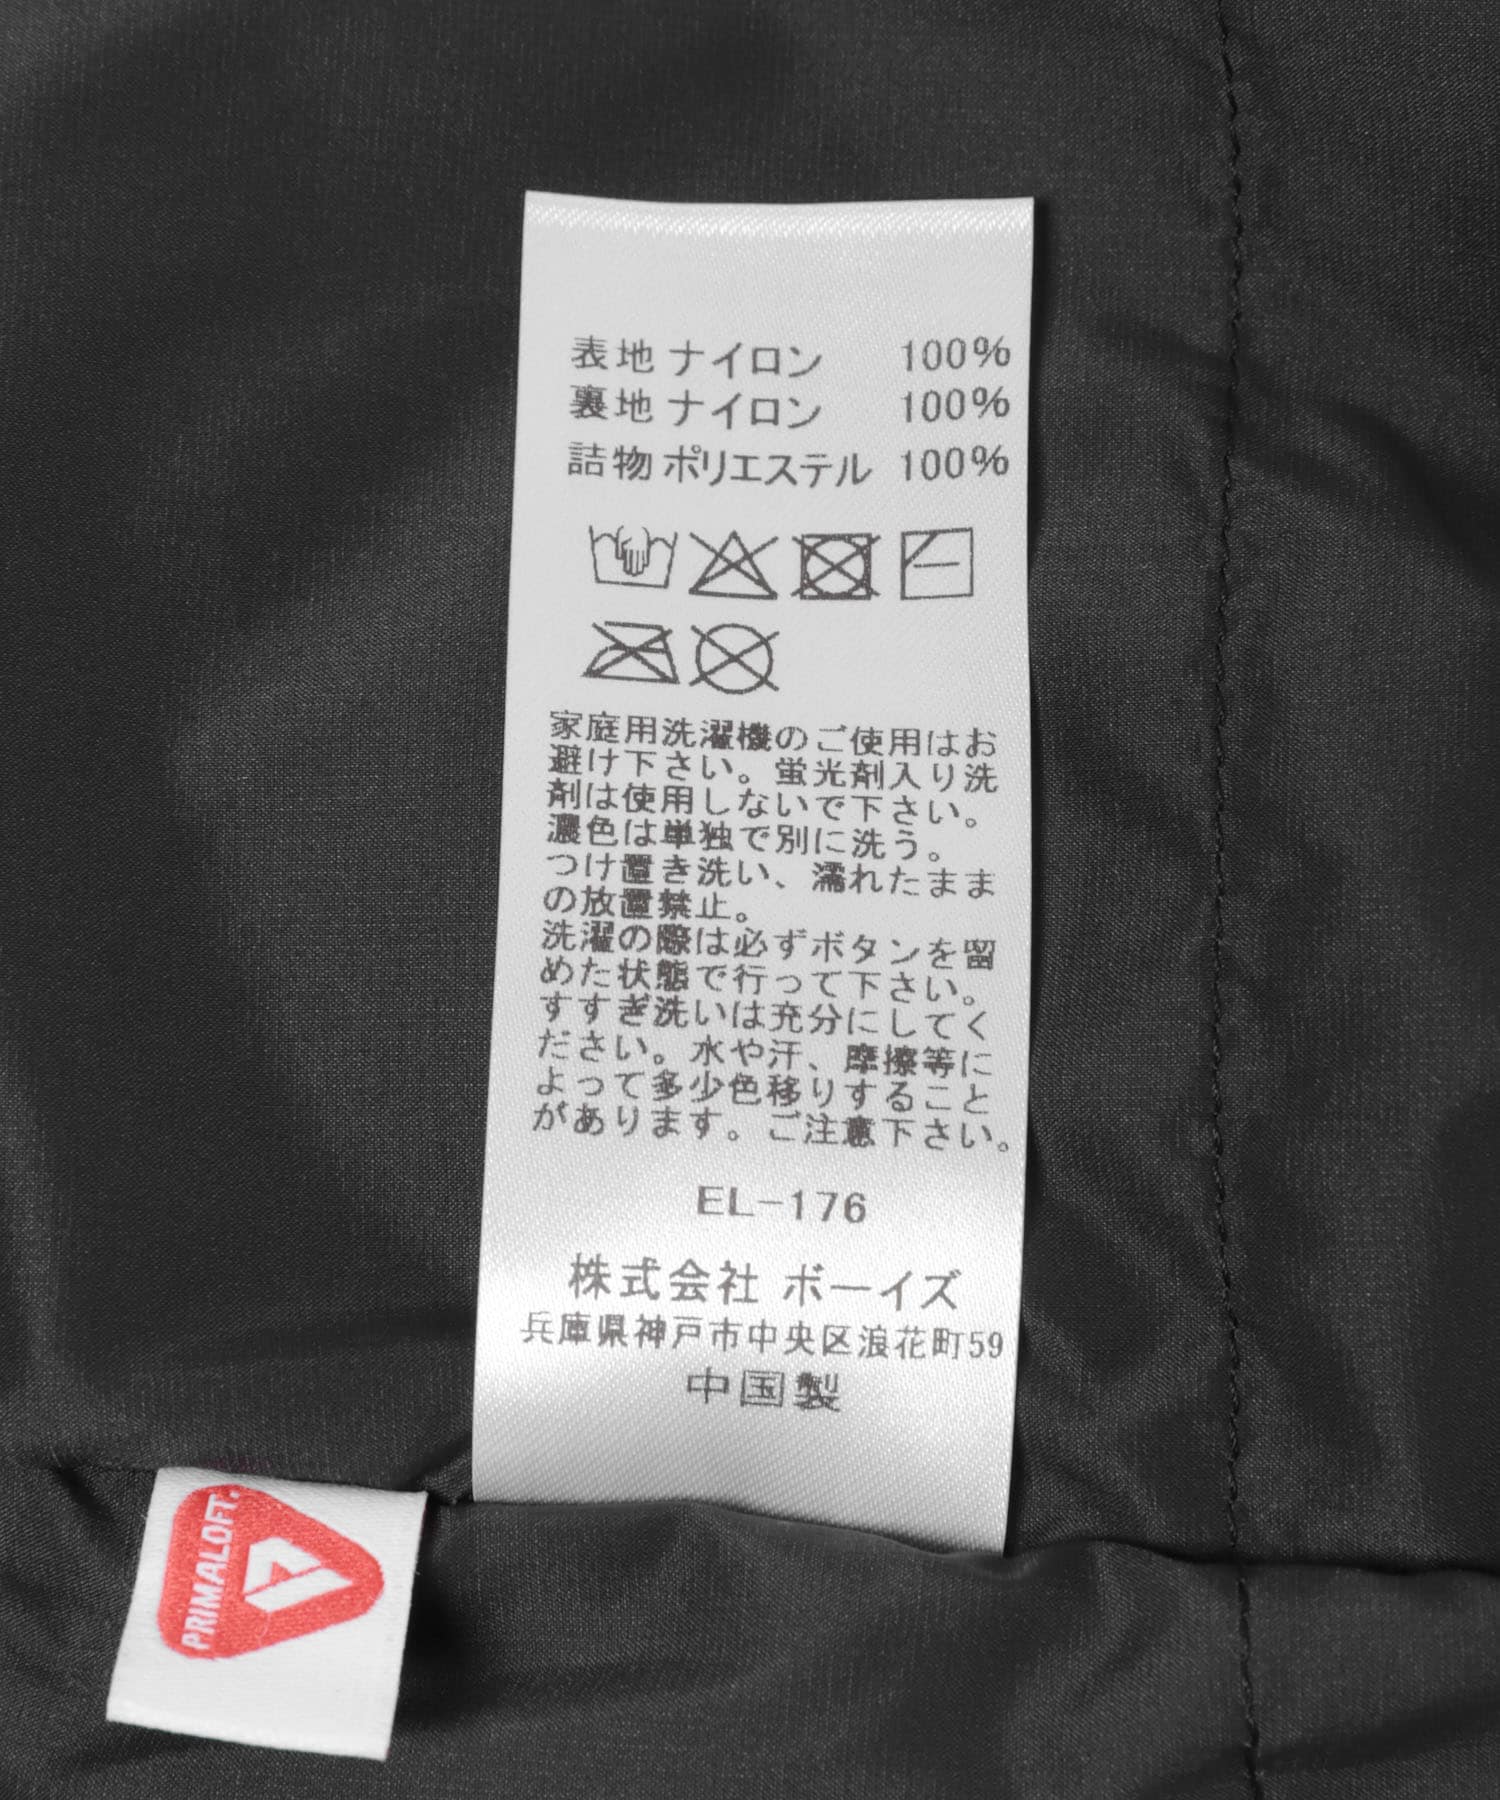 表地 ナイロン 100%
裏地 ナイロン 100%
詰物 ポリエステル 100%
家庭用洗濯機のご使用はお
避け下さい。蛍光剤入り洗
剤は使用しないで下さい。
濃色は単独で別に洗う。
つけ置き洗い、濡れたまま
の放置禁止。
洗濯の際は必ずボタンを留
めた状態で行って下さい。
すすぎ洗いは充分にしてく
ださい。水や汗、摩擦等に
よって多少色移りすること
があります。ご注意下さい。
EL-176
株式会社 ボーイズ
兵庫県神戸市中央区浪花町59
中国製
PRIMALOFT.